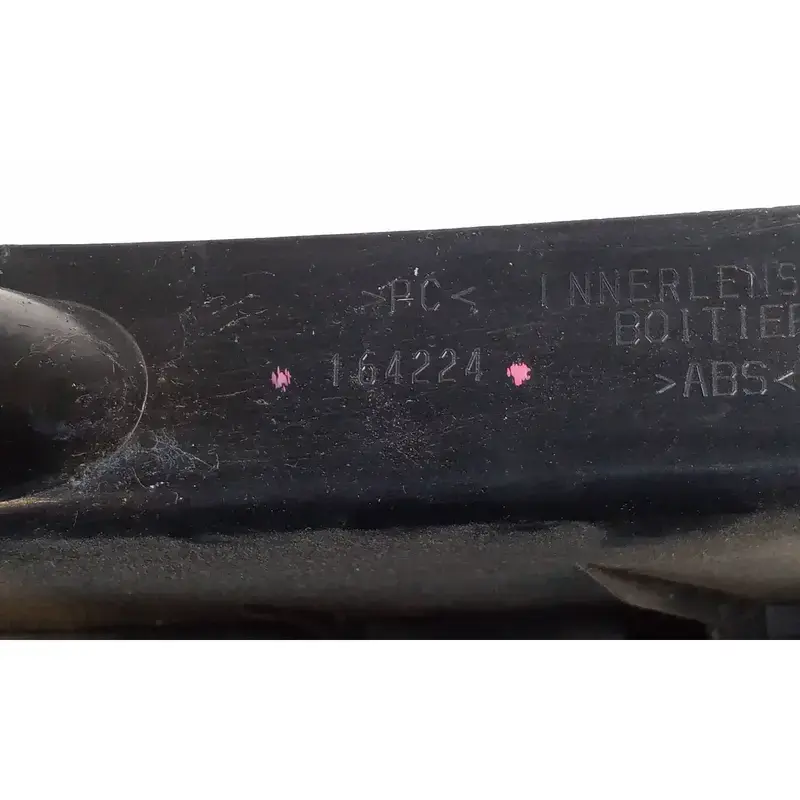 >PC< INNERLENS
BOITIER
164224 >ABS<